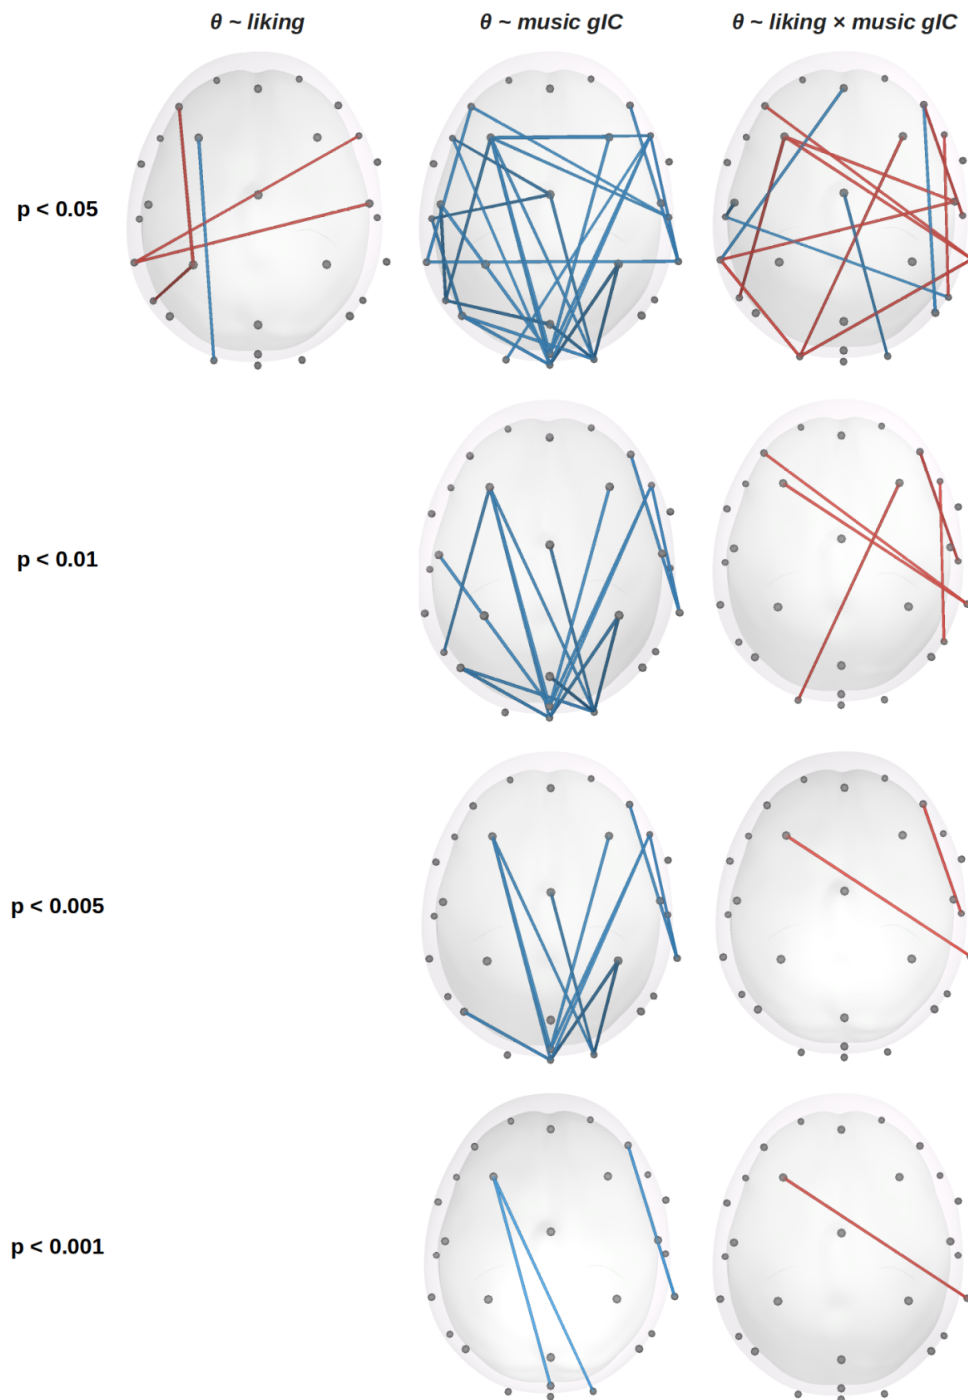 θ ~ liking θ ~ music gIC θ ~ liking × music gIC
p < 0.05
p < 0.01
p < 0.005
p < 0.001